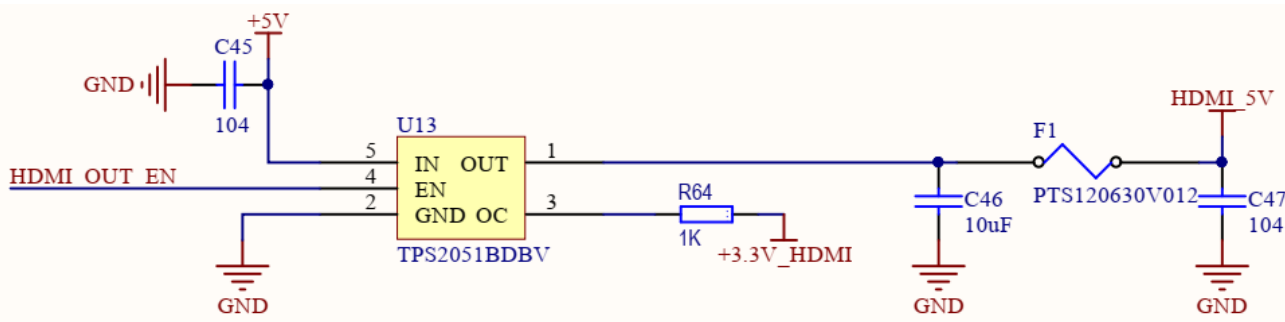 +5V
C45
GND
104
HDMI_OUT_EN
U13
5
4
2
IN OUT
EN
GND OC
1
3
TPS2051BDBV
GND
R64
1K
+3.3V_HDMI
C46
10uF
GND
F1
PTS120630V012
HDMI_5V
C47
104
GND